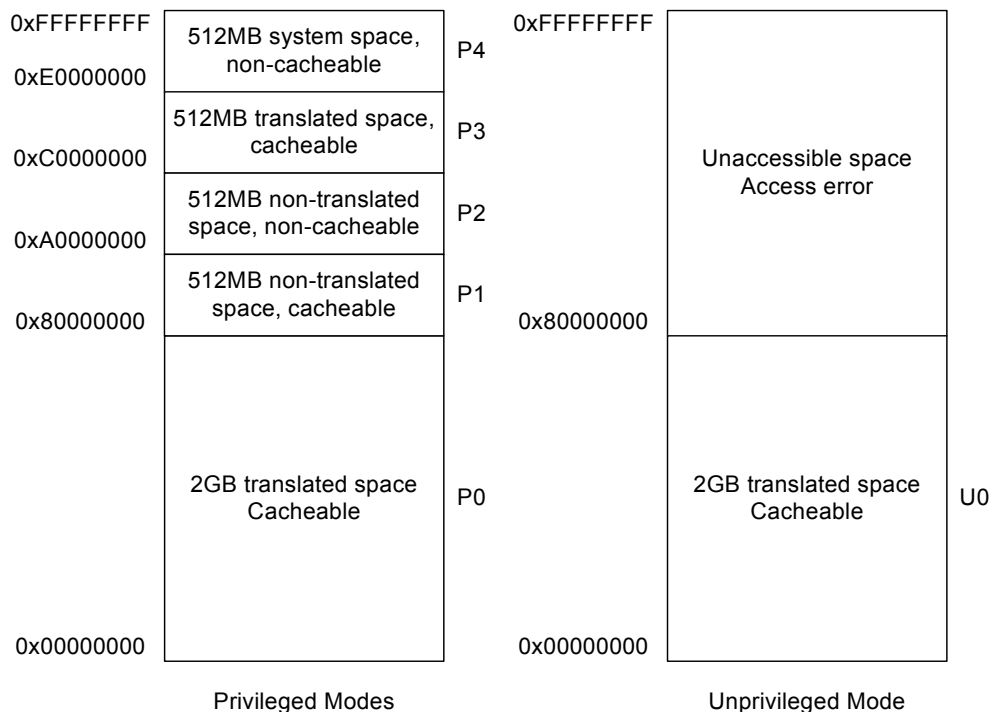 0xFFFFFFFF
512MB system space,
non-cacheable
P4
0xE0000000
512MB translated space,
cacheable
P3
0xC0000000
512MB non-translated
space, non-cacheable
P2
0xA0000000
512MB non-translated
space, cacheable
P1
0x80000000
2GB translated space
Cacheable
P0
0x00000000
Privileged Modes
0xFFFFFFFF
Unaccessible space
Access error
0x80000000
2GB translated space
Cacheable
U0
0x00000000
Unprivileged Mode